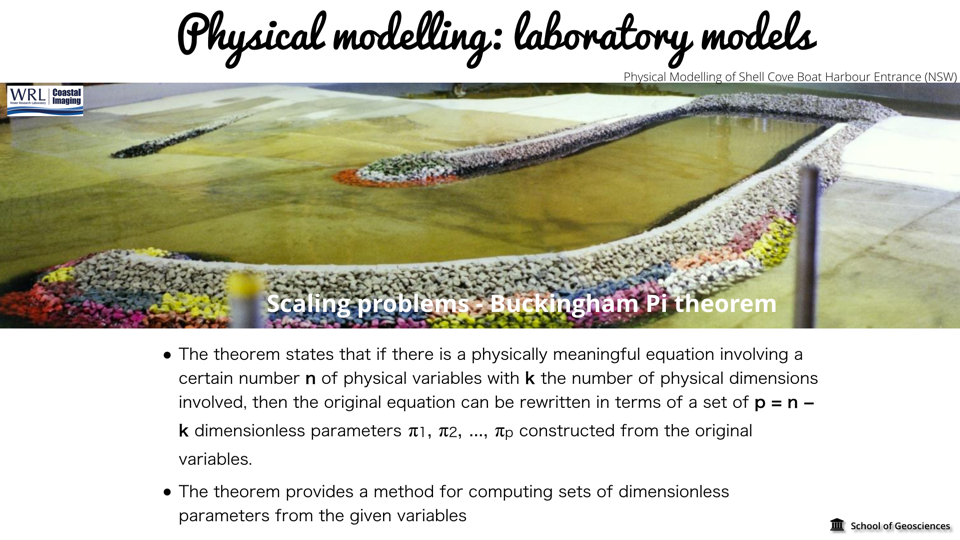 Physical modelling: laboratory models
Physical Modelling of Shell Cove Boat Harbour Entrance (NSW)
WRL Coastal Imaging
Water Research Laboratory
Scaling problems - Buckingham Pi theorem
• The theorem states that if there is a physically meaningful equation involving a
certain number n of physical variables with k the number of physical dimensions
involved, then the original equation can be rewritten in terms of a set of p = n –
k dimensionless parameters π1, π2, ..., πp constructed from the original
variables.
• The theorem provides a method for computing sets of dimensionless
parameters from the given variables
School of Geosciences